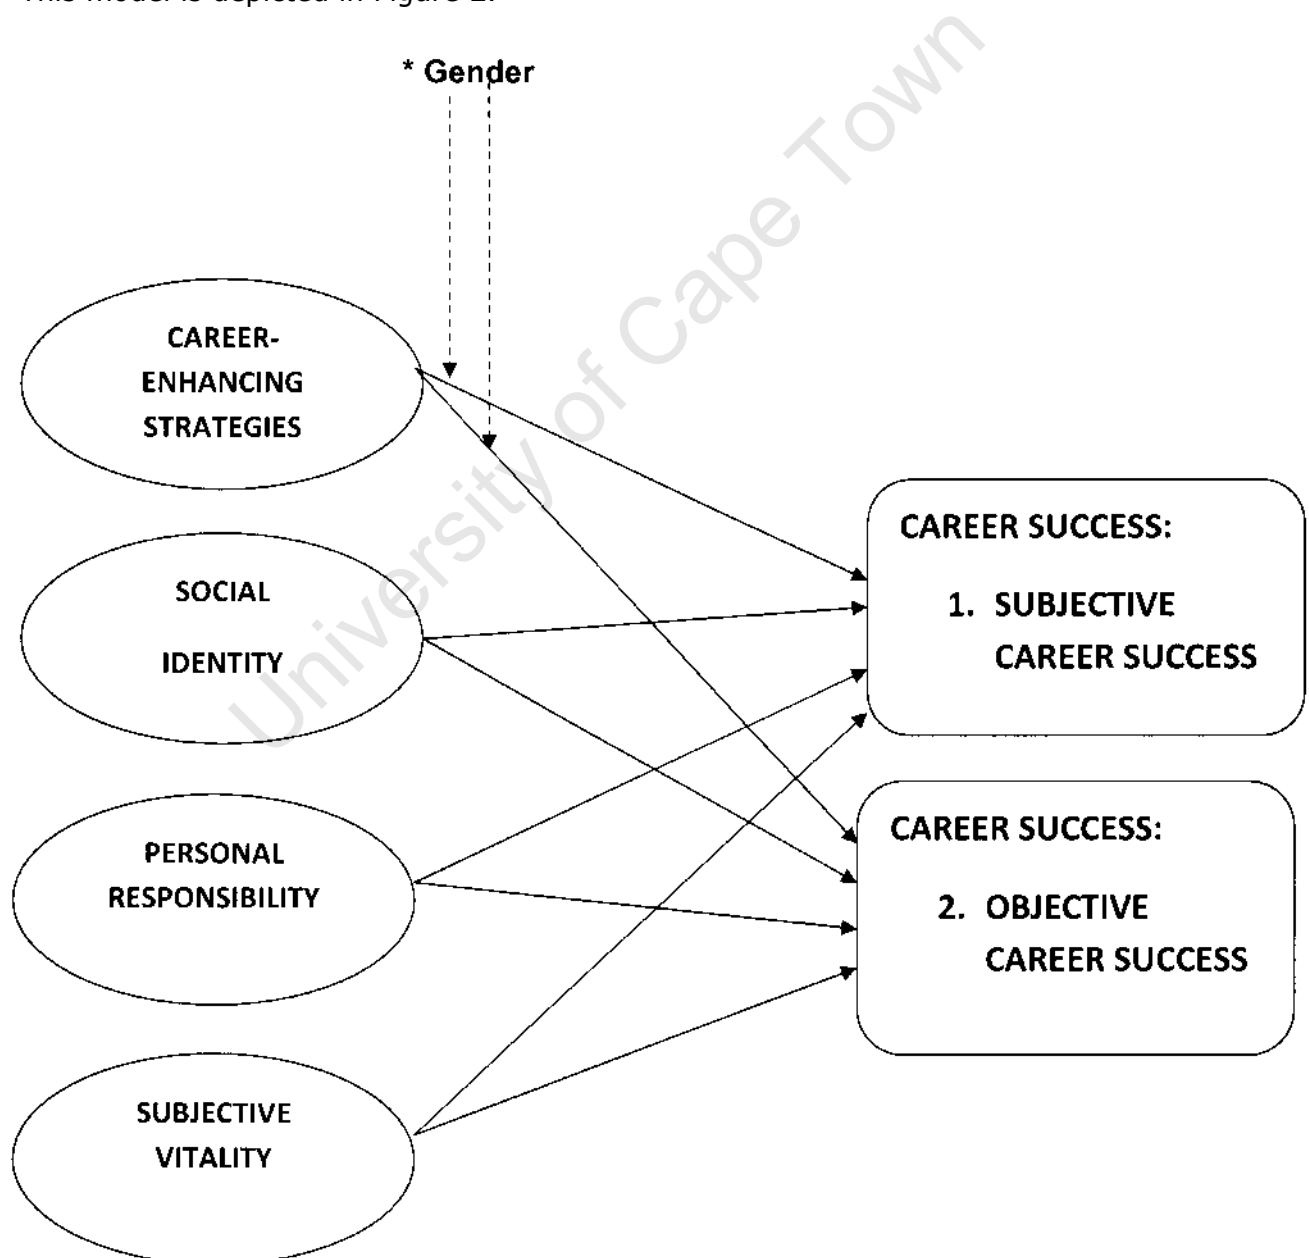 This model is depicted in Figure 2.
* Gender
CAREER-
ENHANCING
STRATEGIES
SOCIAL
IDENTITY
PERSONAL
RESPONSIBILITY
SUBJECTIVE
VITALITY
CAREER SUCCESS:
1. SUBJECTIVE
CAREER SUCCESS
CAREER SUCCESS:
2. OBJECTIVE
CAREER SUCCESS
University of Cape Town